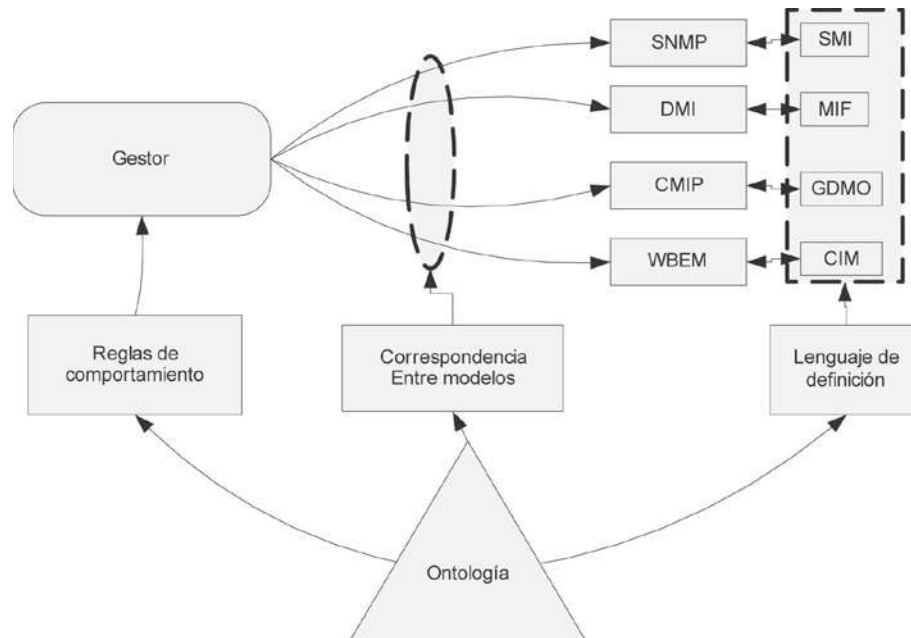 SNMP
SMI
Gestor
DMI
MIF
CMIP
GDMO
WBEM
CIM
Reglas de
comportamiento
Correspondencia
Entre modelos
Lenguaje de
definición
Ontología